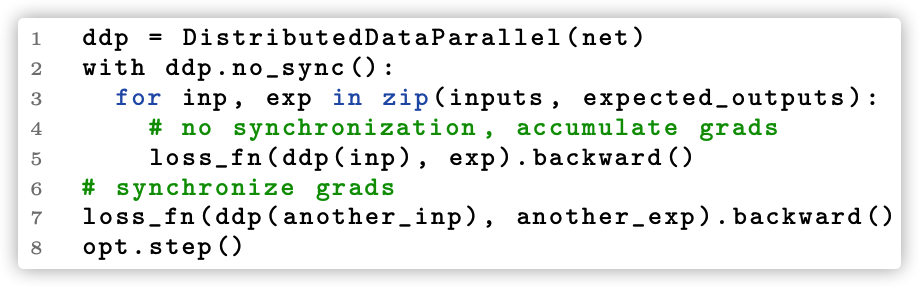 1 ddp = DistributedDataParallel(net)
2 with ddp.no_sync():
3   for inp, exp in zip(inputs, expected_outputs):
4     # no synchronization, accumulate grads
5     loss_fn(ddp(inp), exp).backward()
6 # synchronize grads
7 loss_fn(ddp(another_inp), another_exp).backward()
8 opt.step()